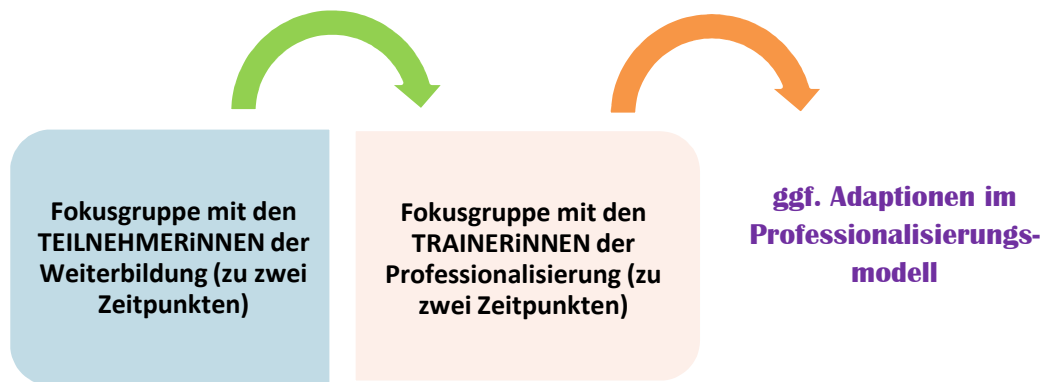 Fokusgruppe mit den
TEILNEHMERiNNEN der
Weiterbildung (zu zwei
Zeitpunkten)
Fokusgruppe mit den
TRAINERiNNEN der
Professionalisierung (zu
zwei Zeitpunkten)
ggf. Adaptionen im
Professionalisierungs-
modell